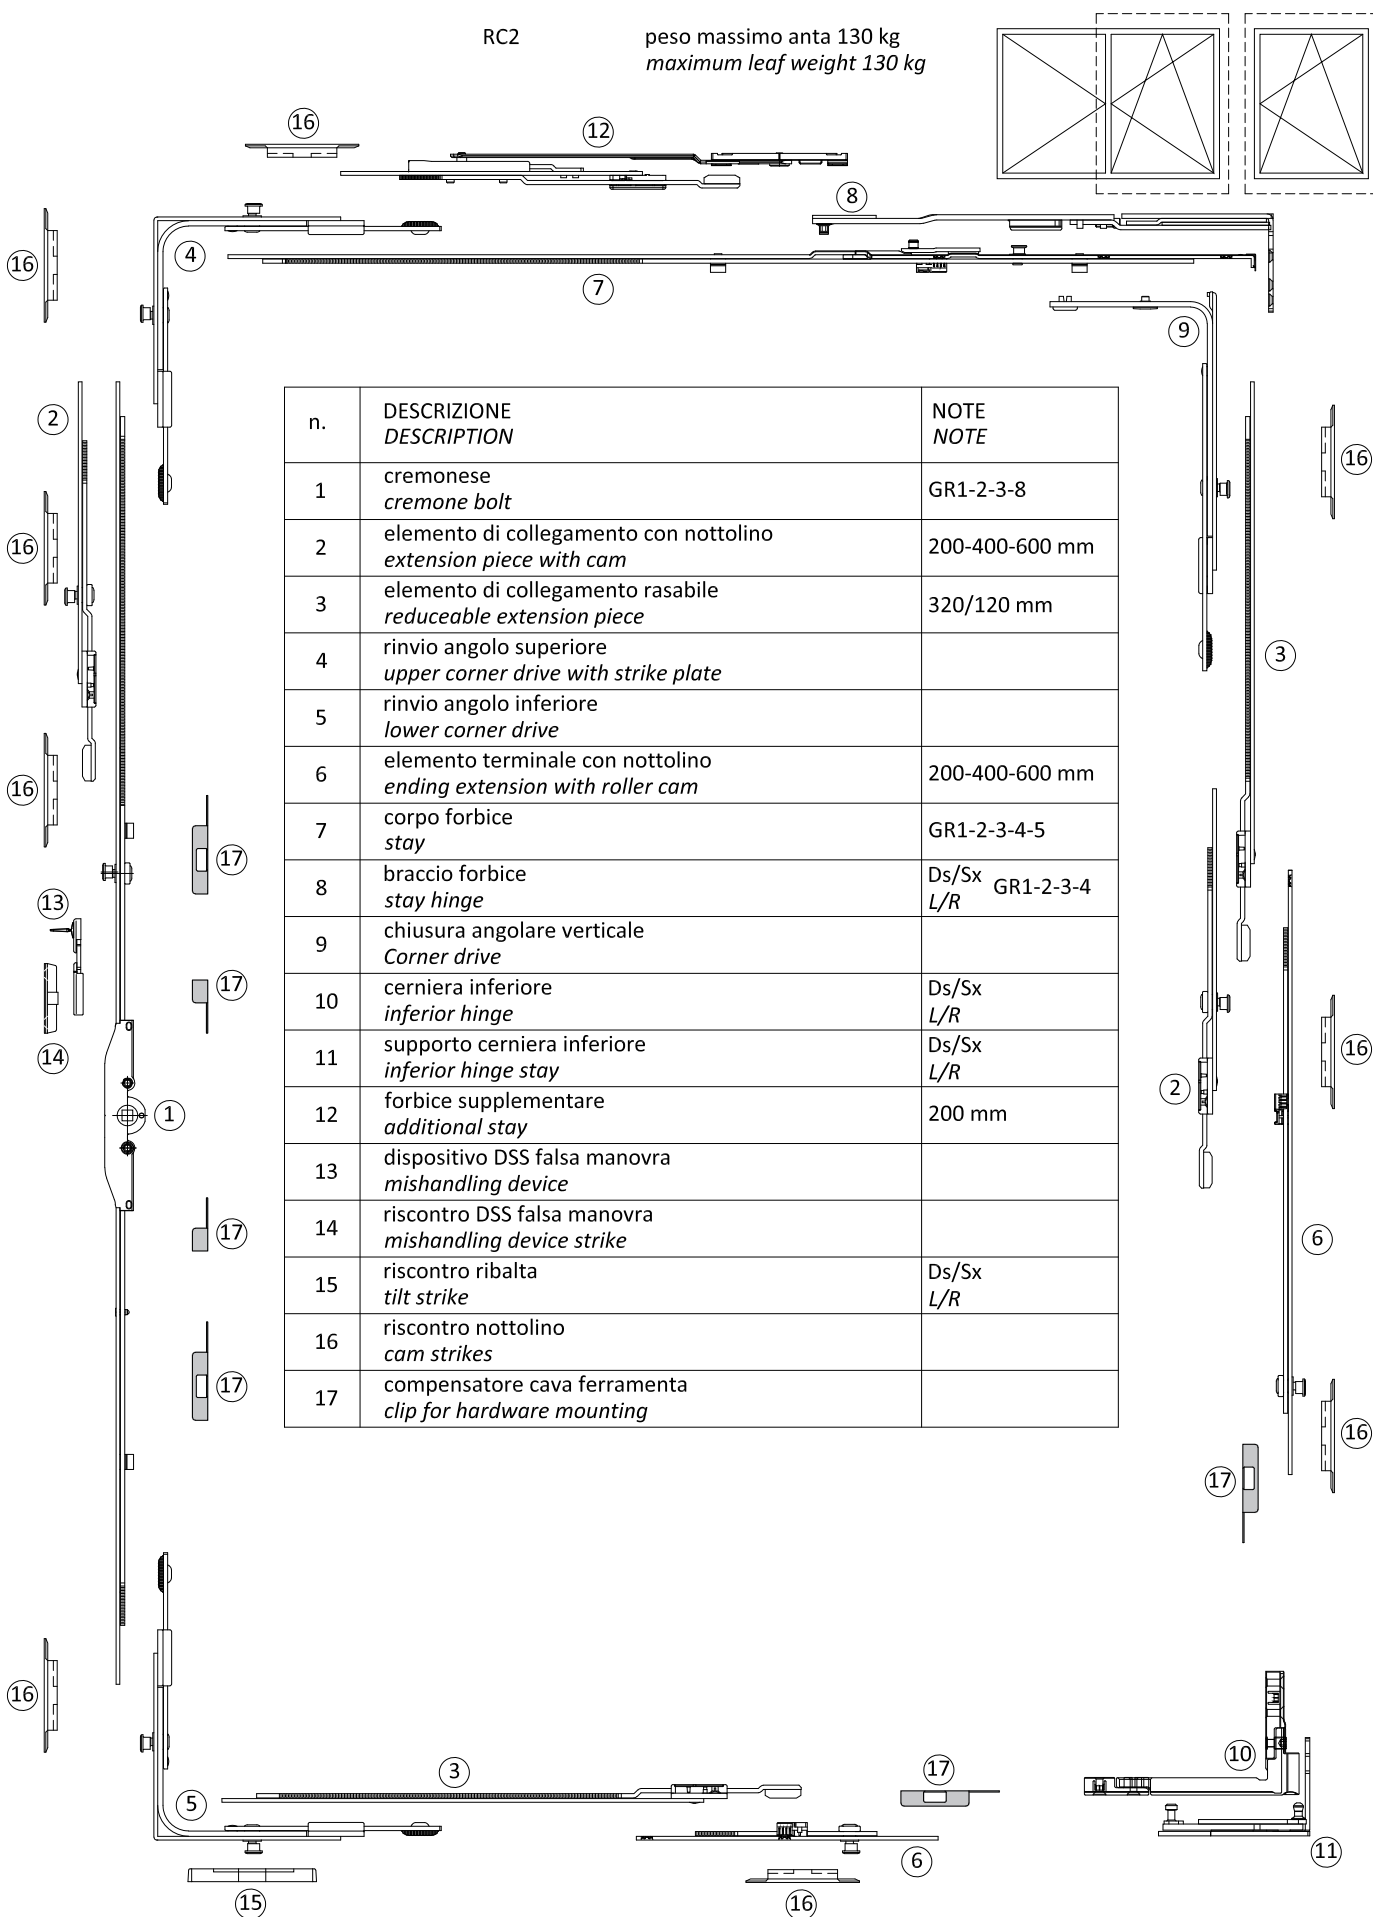 RC2
peso massimo anta 130 kg
maximum leaf weight 130 kg
16
12
8
4
16
7
9
2
16
16
3
16
17
13
17
14
1
16
2
17
6
17
16
17
16
10
3
17
5
6
11
15
16
n.
DESCRIZIONE
DESCRIPTION
NOTE
NOTE
1
cremonese
cremone bolt
GR1-2-3-8
2
elemento di collegamento con nottolino
extension piece with cam
200-400-600 mm
3
elemento di collegamento rasabile
reduceable extension piece
320/120 mm
4
rinvio angolo superiore
upper corner drive with strike plate
5
rinvio angolo inferiore
lower corner drive
6
elemento terminale con nottolino
ending extension with roller cam
200-400-600 mm
7
corpo forbice
stay
GR1-2-3-4-5
8
braccio forbice
stay hinge
Ds/Sx GR1-2-3-4
L/R
9
chiusura angolare verticale
Corner drive
10
cerniera inferiore
inferior hinge
Ds/Sx
L/R
11
supporto cerniera inferiore
inferior hinge stay
Ds/Sx
L/R
12
forbice supplementare
additional stay
200 mm
13
dispositivo DSS falsa manovra
mishandling device
14
riscontro DSS falsa manovra
mishandling device strike
15
riscontro ribalta
tilt strike
Ds/Sx
L/R
16
riscontro nottolino
cam strikes
17
compensatore cava ferramenta
clip for hardware mounting
16